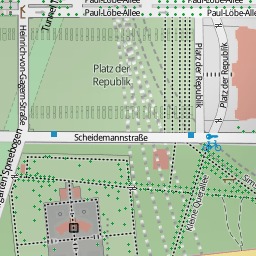 Paul-Löbe-Allee
Paul-Löbe-Allee
Paul-Löbe-Allee
Paul-Löbe-Allee
Heinrich-von-Gagern-Straße
Tunnel
Platz der
Republik
Platz der Republik
Platz der Republik
Scheidemannstraße
Spreebogen
Kleine Querallee